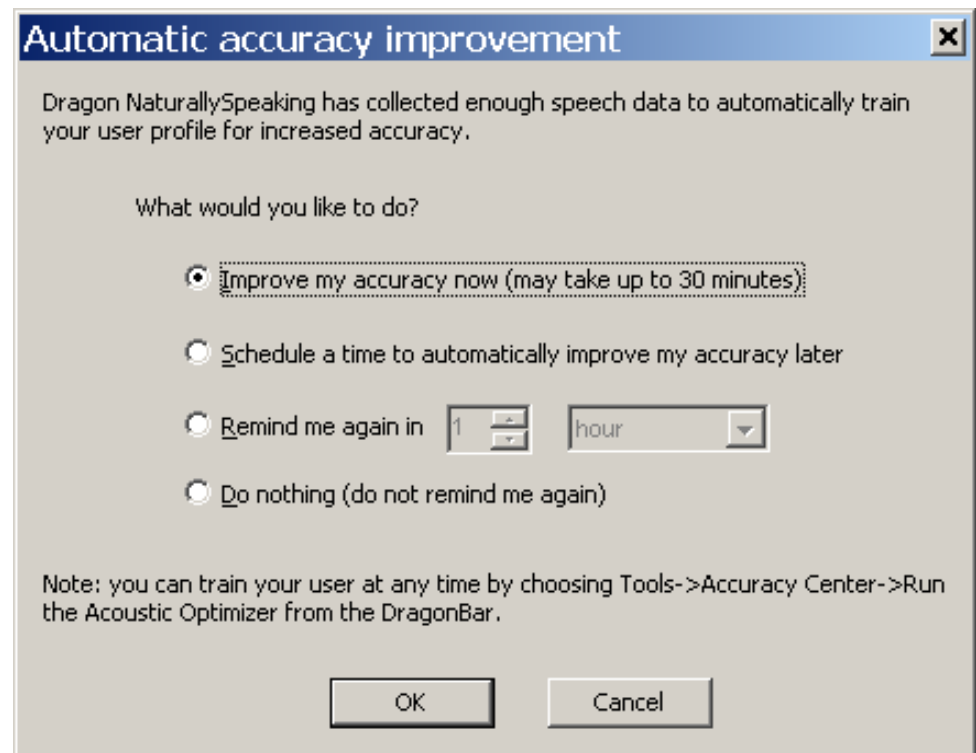 Automatic accuracy improvement
Dragon NaturallySpeaking has collected enough speech data to automatically train
your user profile for increased accuracy.
What would you like to do?
Improve my accuracy now (may take up to 30 minutes)
Schedule a time to automatically improve my accuracy later
Remind me again in 1 hour
Do nothing (do not remind me again)
Note: you can train your user at any time by choosing Tools->Accuracy Center->Run
the Acoustic Optimizer from the DragonBar.
OK Cancel